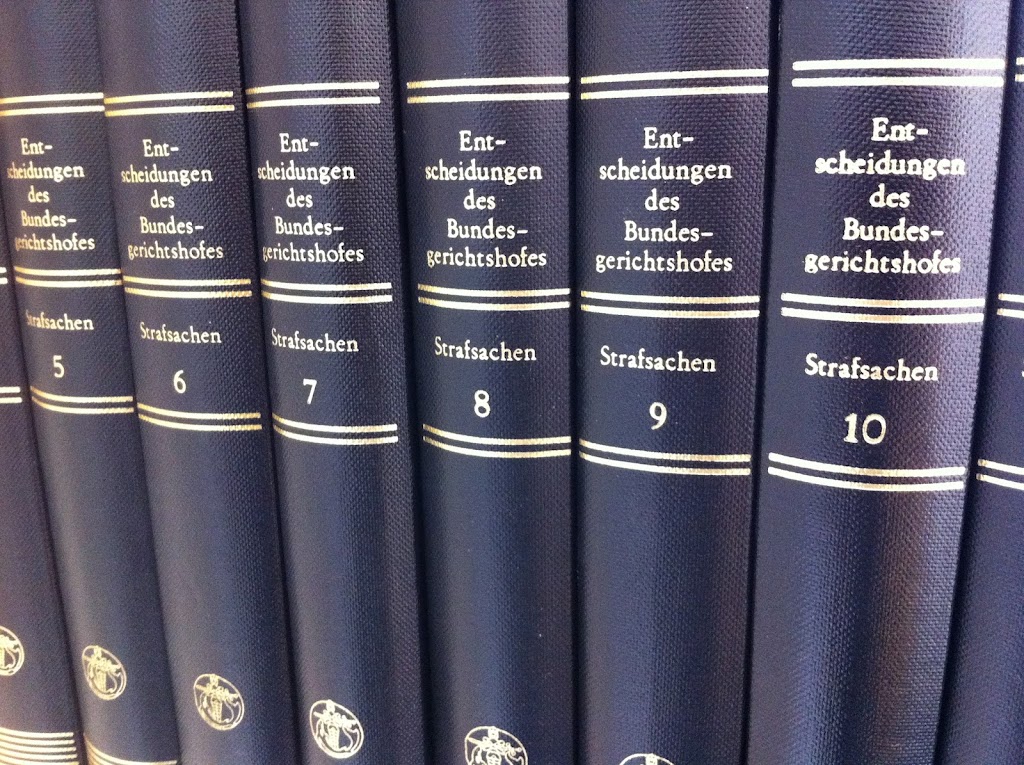 Ent-
scheidungen
des
Bundes-
gerichtshofes
Strafsachen
5
Ent-
scheidungen
des
Bundes-
gerichtshofes
Strafsachen
6
Ent-
scheidungen
des
Bundes-
gerichtshofes
Strafsachen
7
Ent-
scheidungen
des
Bundes-
gerichtshofes
Strafsachen
8
Ent-
scheidungen
des
Bundes-
gerichtshofes
Strafsachen
9
Ent-
scheidungen
des
Bundes-
gerichtshofes
Strafsachen
10